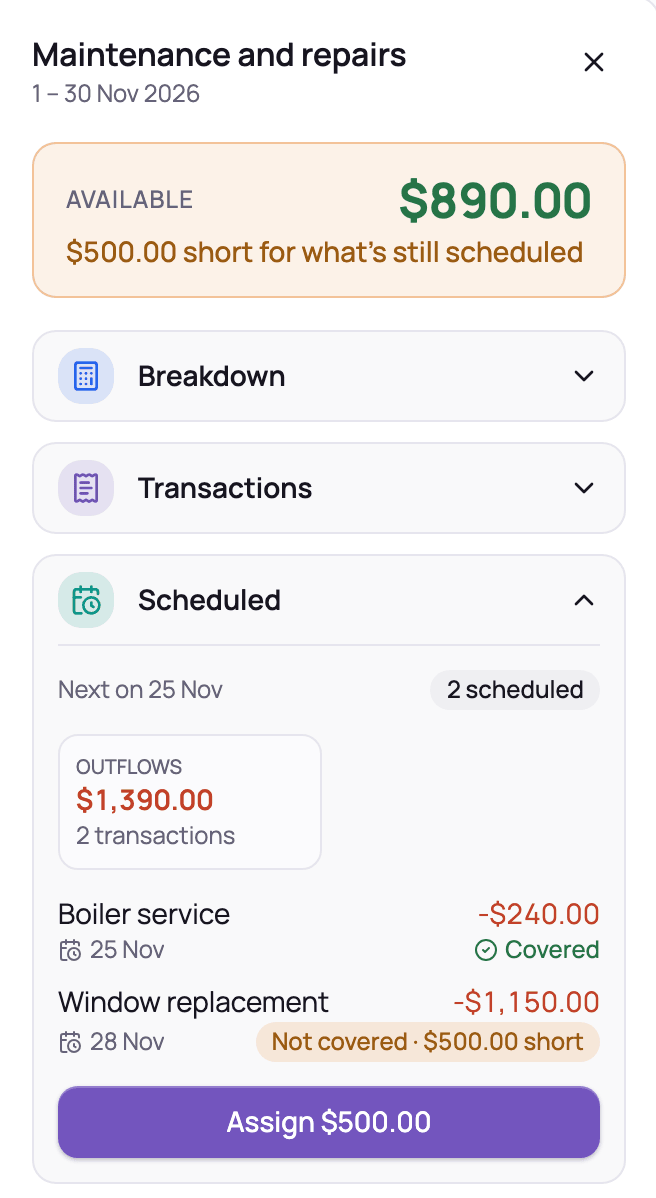 Maintenance and repairs
1 – 30 Nov 2026
AVAILABLE
$890.00
$500.00 short for what's still scheduled
Breakdown
Transactions
Scheduled
Next on 25 Nov
2 scheduled
OUTFLOWS
$1,390.00
2 transactions
Boiler service
-$240.00
25 Nov
Covered
Window replacement
-$1,150.00
28 Nov
Not covered · $500.00 short
Assign $500.00